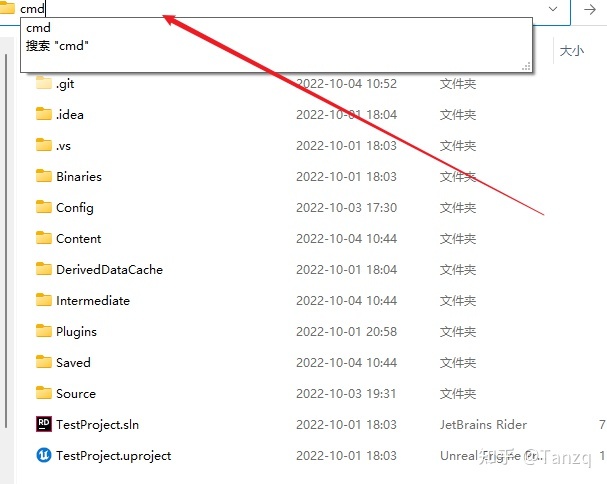 cmd
cmd
搜索 "cmd"
大小
.git 2022-10-04 10:52 文件夹
.idea 2022-10-01 18:04 文件夹
.vs 2022-10-01 18:03 文件夹
Binaries 2022-10-01 18:03 文件夹
Config 2022-10-03 17:30 文件夹
Content 2022-10-04 10:44 文件夹
DerivedDataCache 2022-10-01 18:04 文件夹
Intermediate 2022-10-04 10:44 文件夹
Plugins 2022-10-01 20:58 文件夹
Saved 2022-10-04 10:44 文件夹
Source 2022-10-03 19:31 文件夹
RD TestProject.sln 2022-10-01 18:03 JetBrains Rider 7
TestProject.uproject 2022-10-01 18:03 Unreal Engine Pr... 1
知乎 @Tanzq